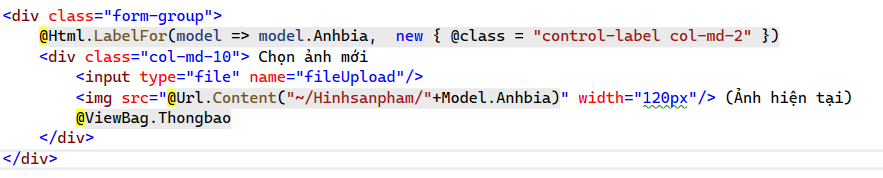 <div class="form-group">
@Html.LabelFor(model => model.Anhbia, new { @class = "control-label col-md-2" })
<div class="col-md-10"> Chọn ảnh mới
<input type="file" name="fileUpload"/>
<img src="@Url.Content("~/Hinhsanpham/"+Model.Anhbia)" width="120px"/> (Ảnh hiện tại)
@ViewBag.Thongbao
</div>
</div>